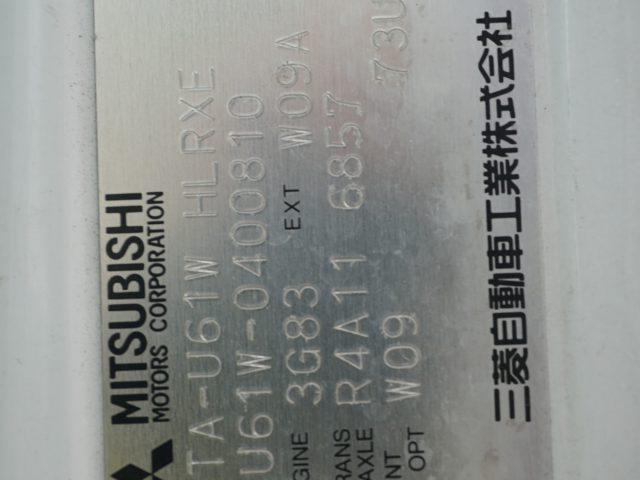 MITSUBISHI
MOTORS CORPORATION
TA-U61W HLRXE
U61W-0400810
GINE 3G83 EXT W09A
RANS
AXLE R4A11 6857
NT
OPT W09 73U
三菱自動車工業株式会社